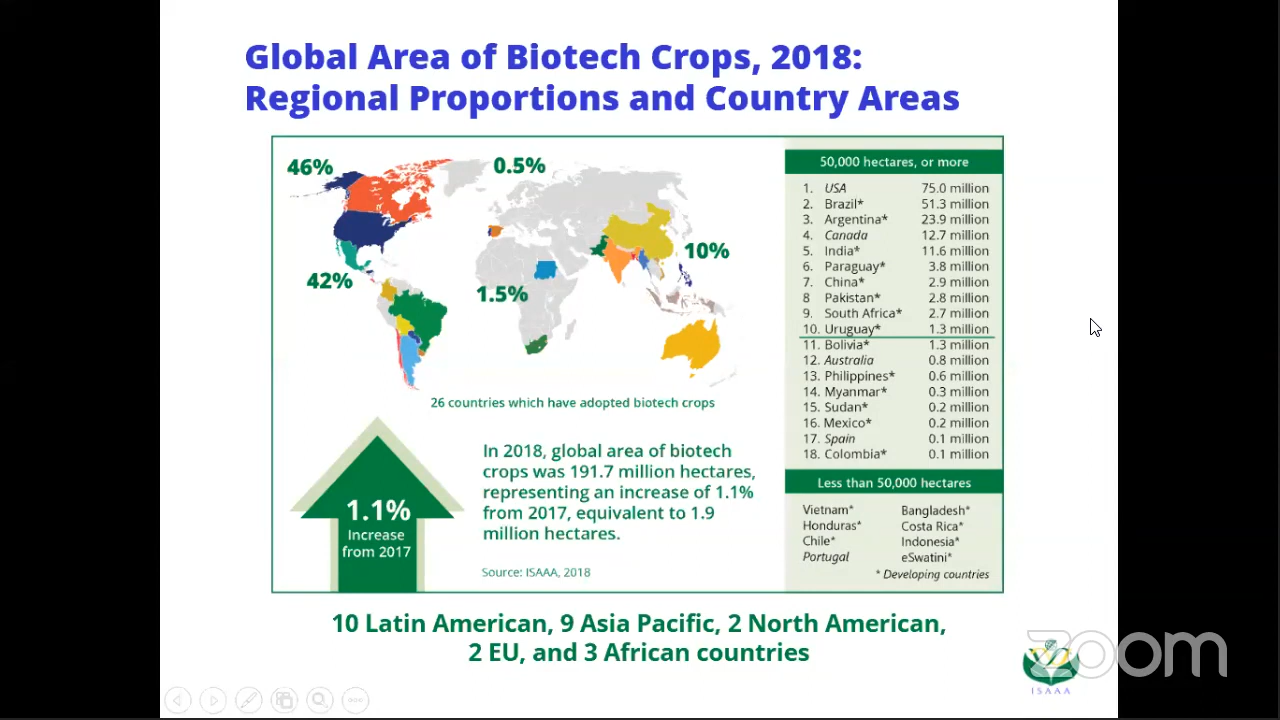 Global Area of Biotech Crops, 2018:
Regional Proportions and Country Areas
46%
0.5%
10%
42%
1.5%
26 countries which have adopted biotech crops
1.1%
Increase
from 2017
In 2018, global area of biotech
crops was 191.7 million hectares,
representing an increase of 1.1%
from 2017, equivalent to 1.9
million hectares.
Source: ISAAA, 2018
50,000 hectares, or more
1. USA 75.0 million
2. Brazil* 51.3 million
3. Argentina* 23.9 million
4. Canada 12.7 million
5. India* 11.6 million
6. Paraguay* 3.8 million
7. China* 2.9 million
8 Pakistan* 2.8 million
9. South Africa* 2.7 million
10. Uruguay* 1.3 million
11. Bolivia* 1.3 million
12. Australia 0.8 million
13. Philippines* 0.6 million
14. Myanmar* 0.3 million
15. Sudan* 0.2 million
16. Mexico* 0.2 million
17. Spain 0.1 million
18. Colombia* 0.1 million
Less than 50,000 hectares
Vietnam* Bangladesh*
Honduras* Costa Rica*
Chile* Indonesia*
Portugal eSwatini*
* Developing countries
10 Latin American, 9 Asia Pacific, 2 North American,
2 EU, and 3 African countries
zoom
ISAAA